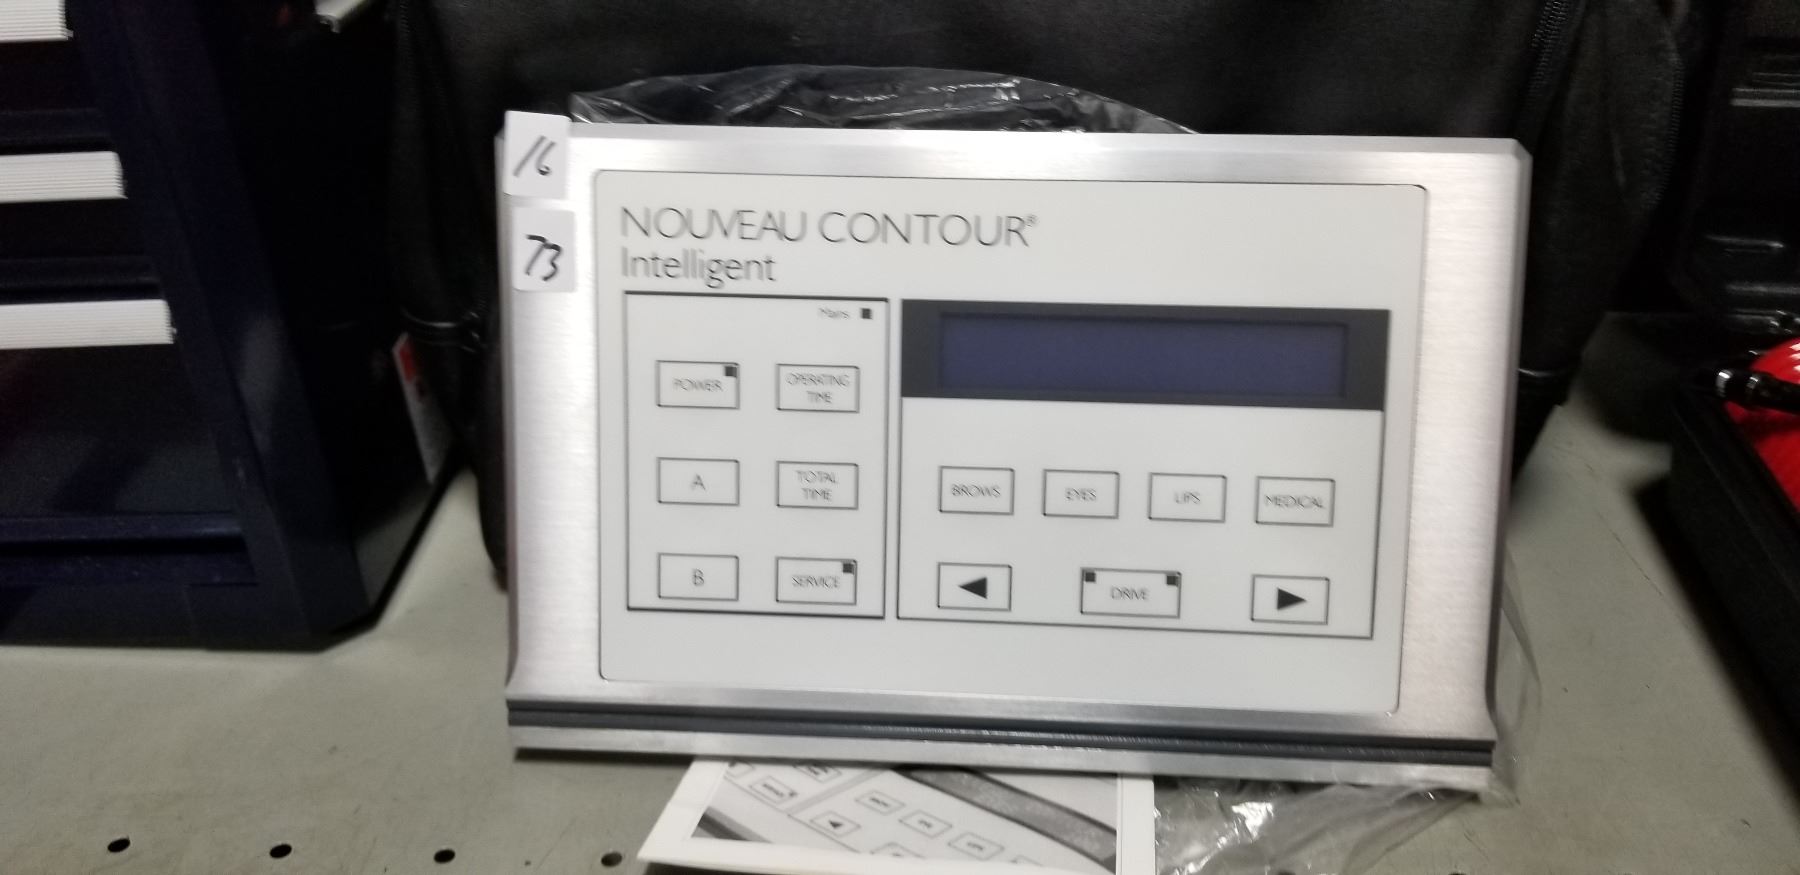 16
73
NOUVEAU CONTOUR®
Intelligent
Mains
POWER
OPERATING
TIME
A
TOTAL
TIME
B
SERVICE
BROWS
EYES
LIPS
MEDICAL
◀
DRIVE
▶